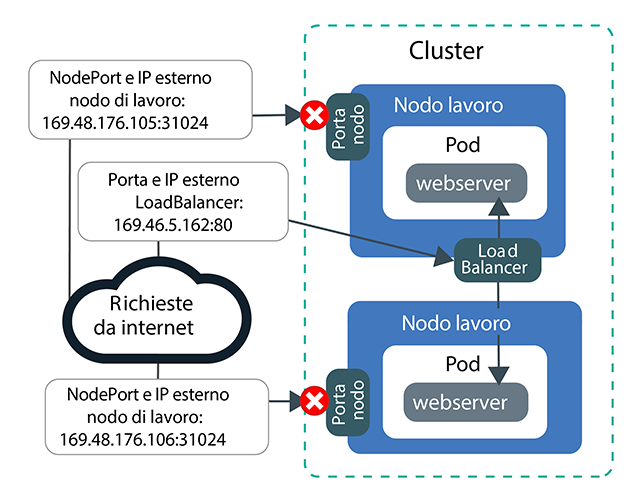 Cluster
NodePort e IP esterno
nodo di lavoro:
169.48.176.105:31024
Porta
nodo
Nodo lavoro
Pod
webserver
Porta e IP esterno
LoadBalancer:
169.46.5.162:80
Load
Balancer
Richieste
da internet
Nodo lavoro
Pod
webserver
NodePort e IP esterno
nodo di lavoro:
169.48.176.106:31024
Porta
nodo